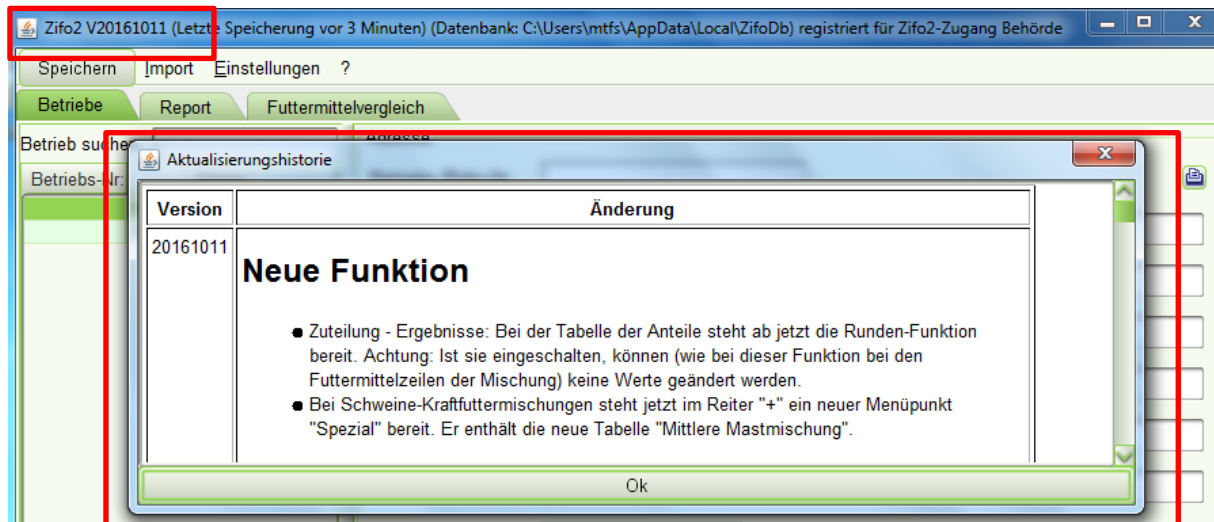 Zifo2 V20161011 (Letzte Speicherung vor 3 Minuten) (Datenbank: C:\Users\mtfs\AppData\Local\ZifoDb) registriert für Zifo2-Zugang Behörde
Speichern Import Einstellungen ?
Betriebe Report Futtermittelvergleich
Betrieb suche
Adresse
Aktualisierungshistorie
Betriebs-Nr.
Version Änderung
20161011
Neue Funktion
Zuteilung - Ergebnisse: Bei der Tabelle der Anteile steht ab jetzt die Runden-Funktion
bereit. Achtung: Ist sie eingeschalten, können (wie bei dieser Funktion bei den
Futtermittelzeilen der Mischung) keine Werte geändert werden.
Bei Schweine-Kraftfuttermischungen steht jetzt im Reiter "+" ein neuer Menüpunkt
"Spezial" bereit. Er enthält die neue Tabelle "Mittlere Mastmischung".
Ok